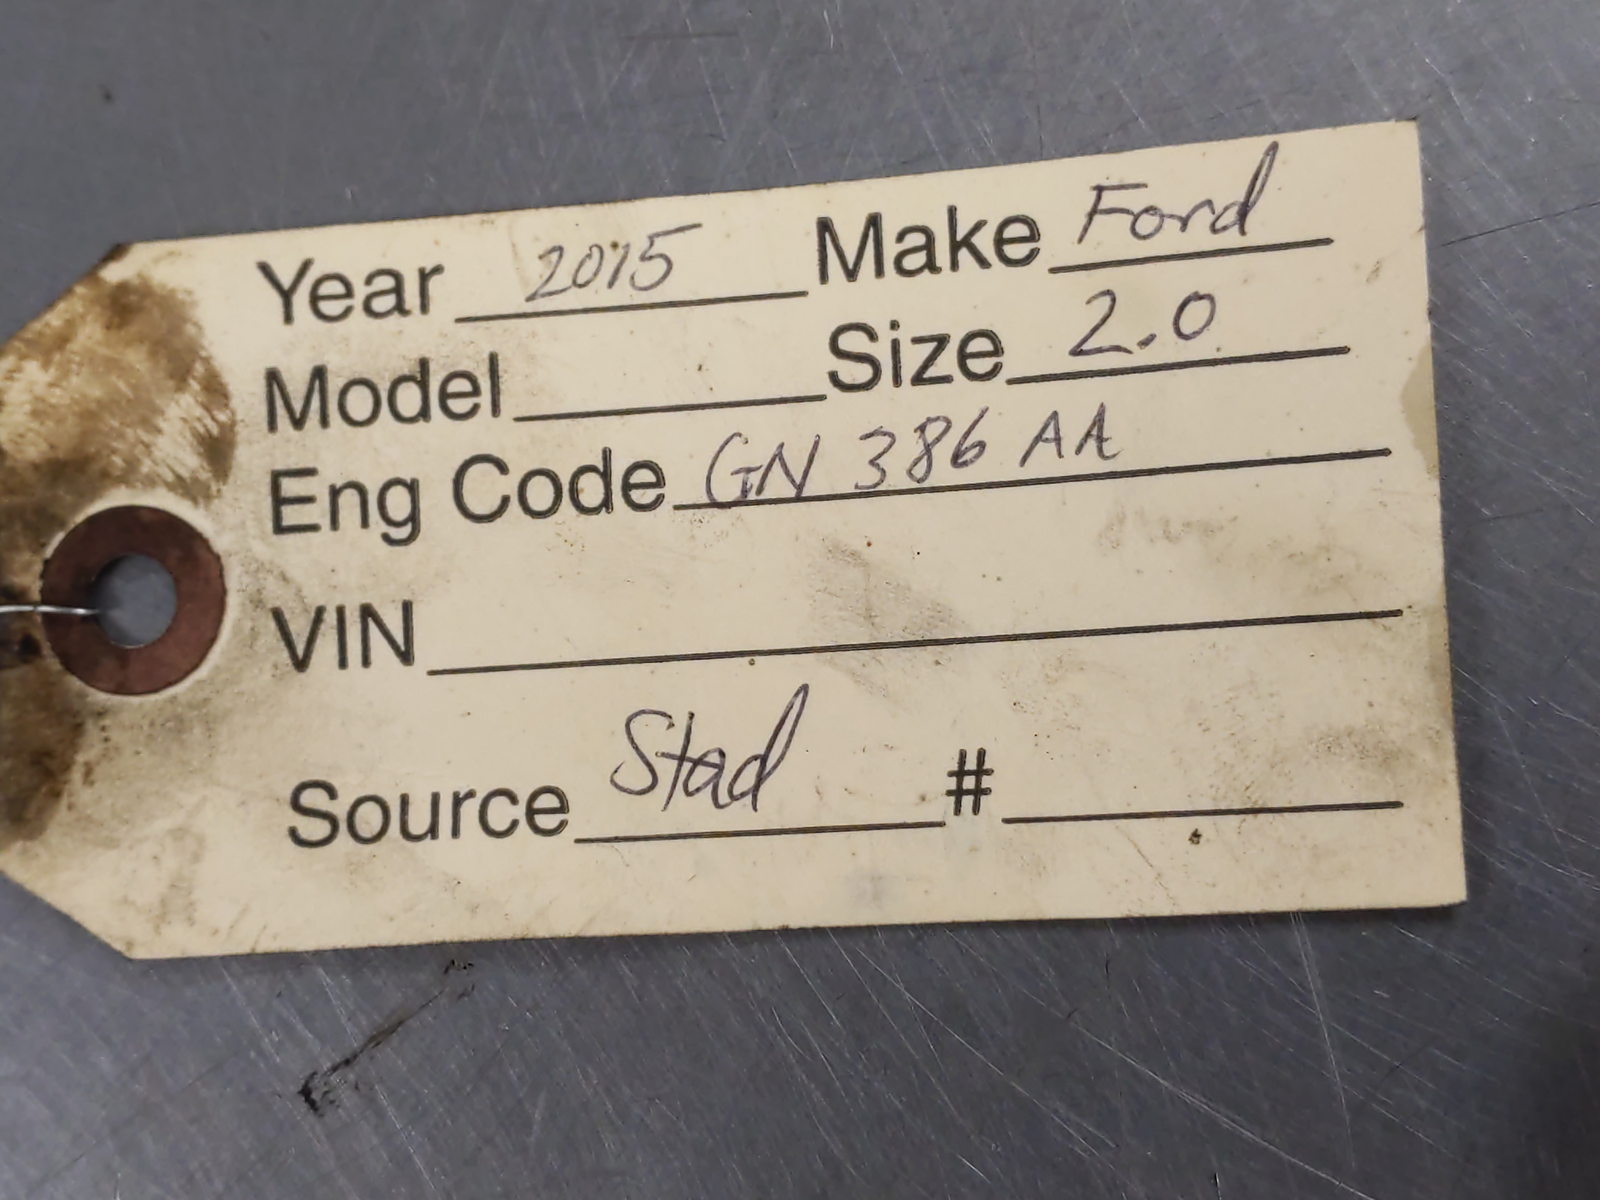 Year 2015 Make Ford
Model Size 2.0
Eng Code GN 386 AA
VIN
Source Stad #